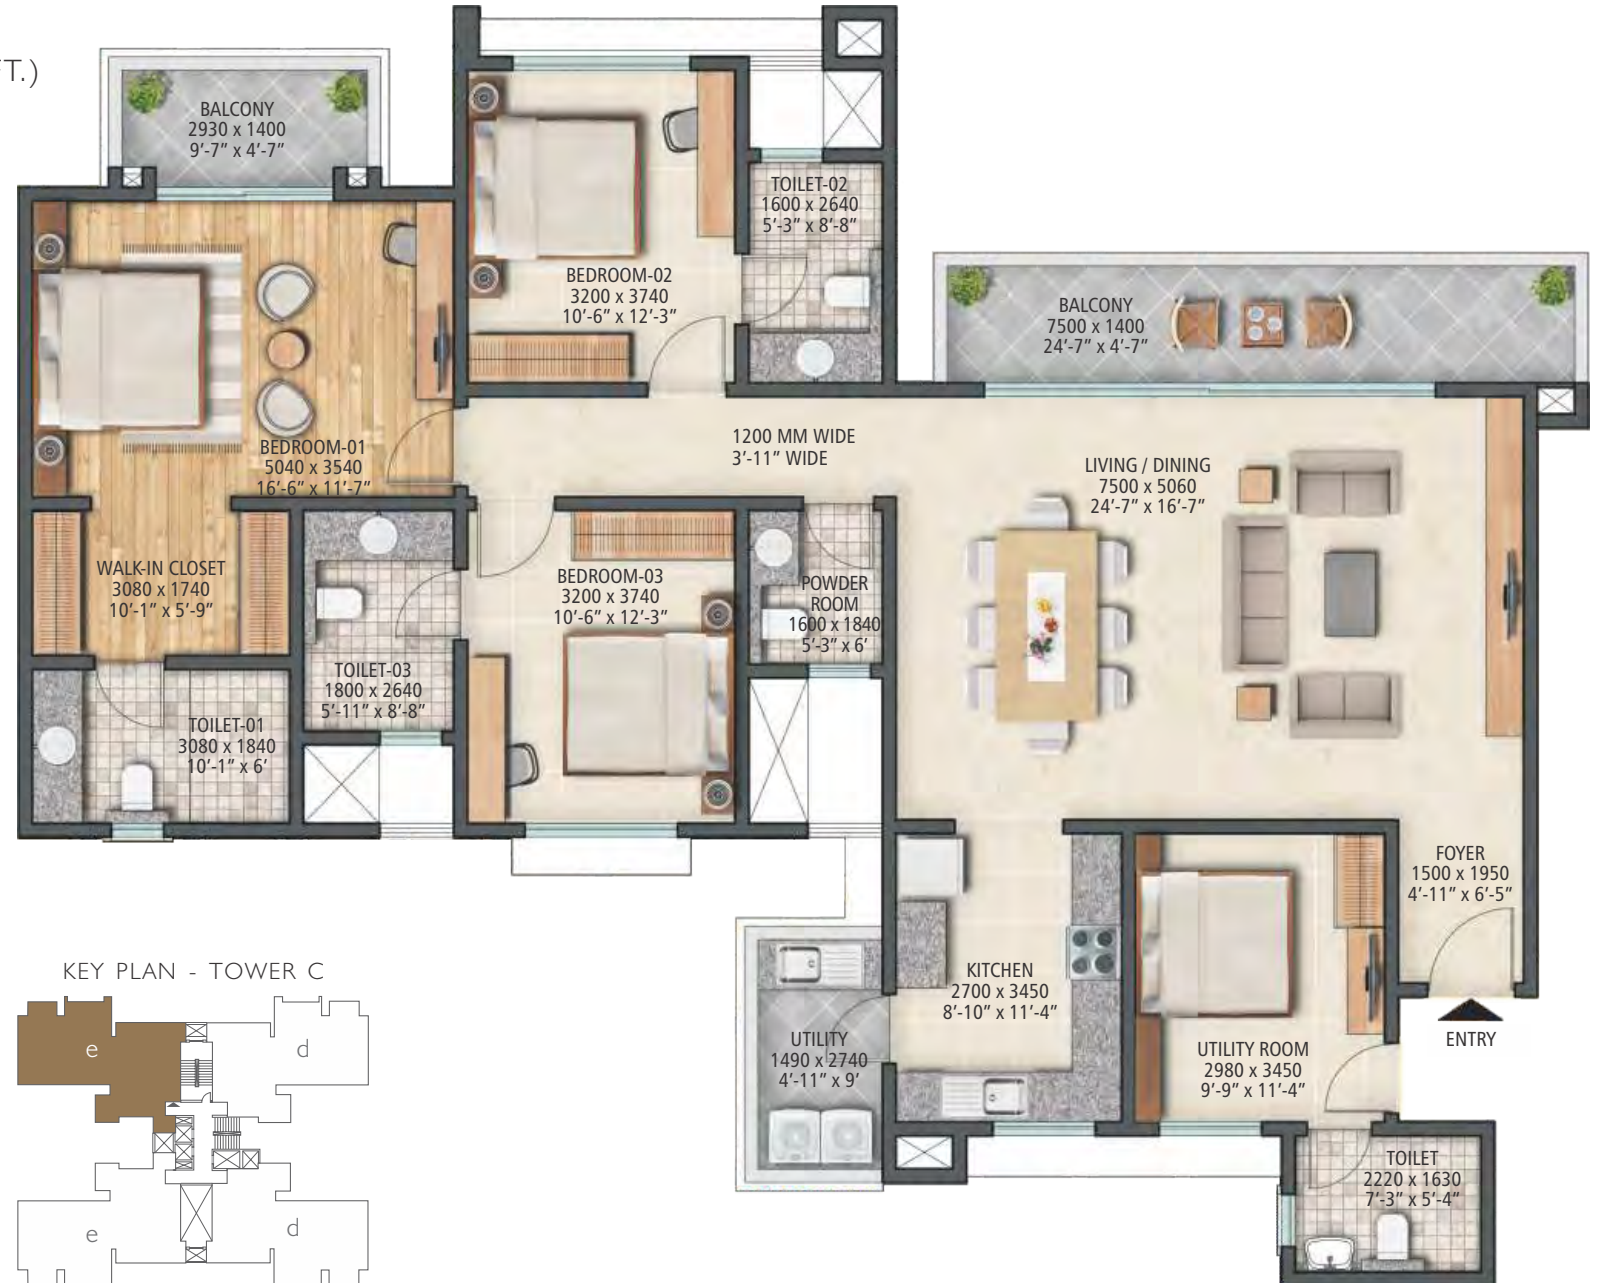 FT.)
BALCONY
2930 x 1400
9'-7" x 4'-7"
TOILET-02
1600 x 2640
5'-3" x 8'-8"
BEDROOM-02
3200 x 3740
10'-6" x 12'-3"
BALCONY
7500 x 1400
24'-7" x 4'-7"
BEDROOM-01
5040 x 3540
16'-6" x 11'-7"
1200 MM WIDE
3'-11" WIDE
LIVING / DINING
7500 x 5060
24'-7" x 16'-7"
WALK-IN CLOSET
3080 x 1740
10'-1" x 5'-9"
BEDROOM-03
3200 x 3740
10'-6" x 12'-3"
POWDER
ROOM
1600 x 1840
5'-3" x 6'
TOILET-03
1800 x 2640
5'-11" x 8'-8"
TOILET-01
3080 x 1840
10'-1" x 6'
FOYER
1500 x 1950
4'-11" x 6'-5"
KITCHEN
2700 x 3450
8'-10" x 11'-4"
UTILITY
1490 x 2740
4'-11" x 9'
UTILITY ROOM
2980 x 3450
9'-9" x 11'-4"
ENTRY
TOILET
2220 x 1630
7'-3" x 5'-4"
KEY PLAN - TOWER C
e
d
e
d